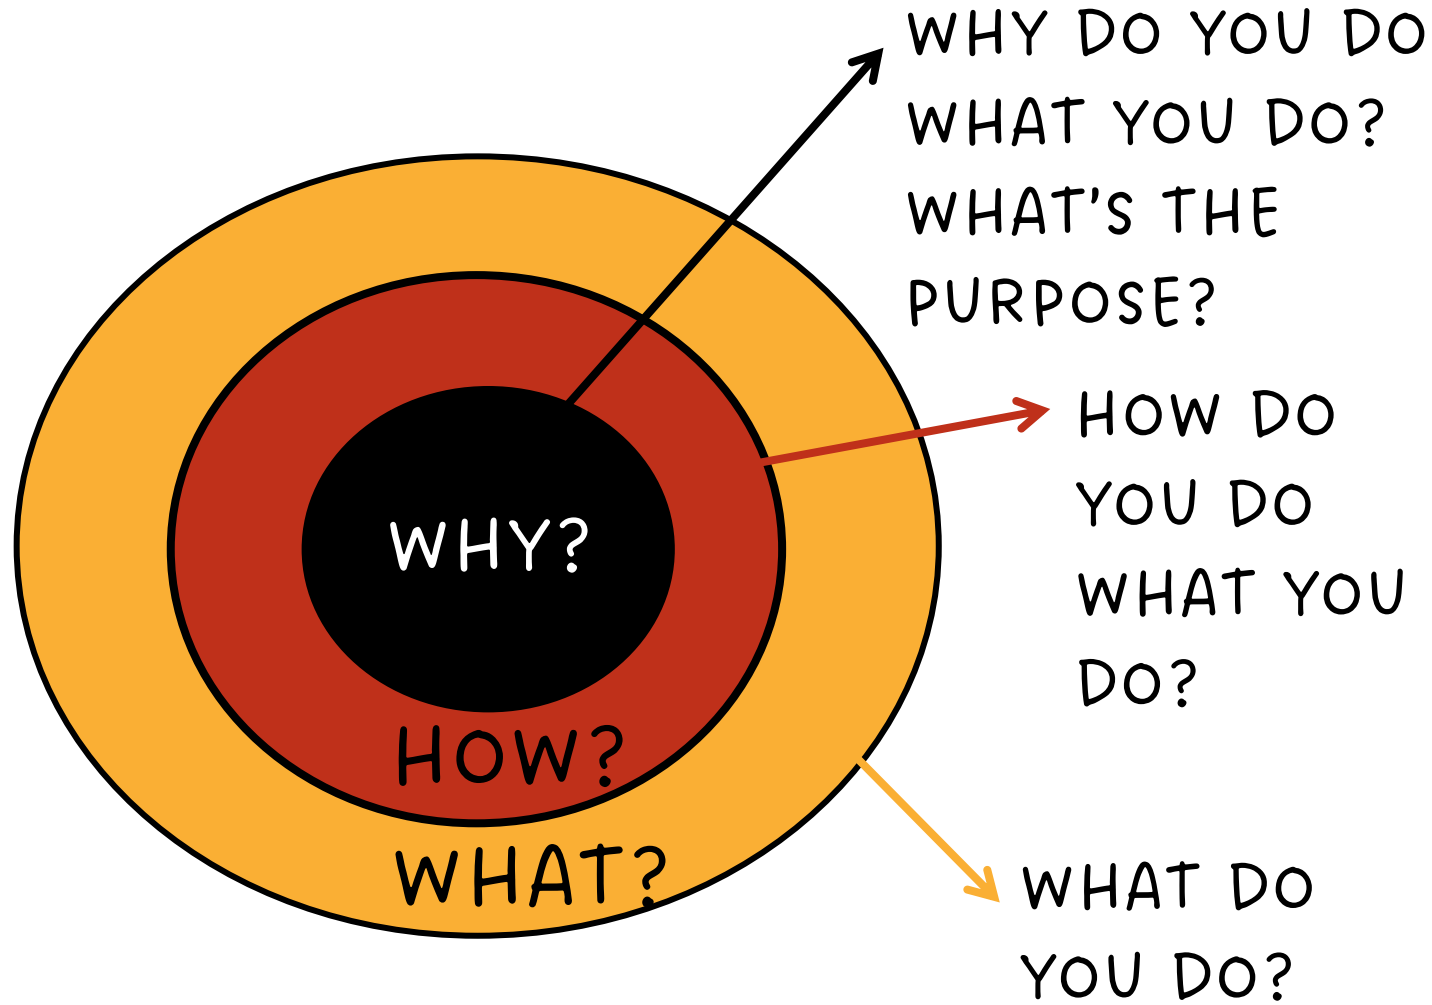 WHY DO YOU DO
WHAT YOU DO?
WHAT'S THE
PURPOSE?
HOW DO
YOU DO
WHAT YOU
DO?
WHY?
HOW?
WHAT?
WHAT DO
YOU DO?